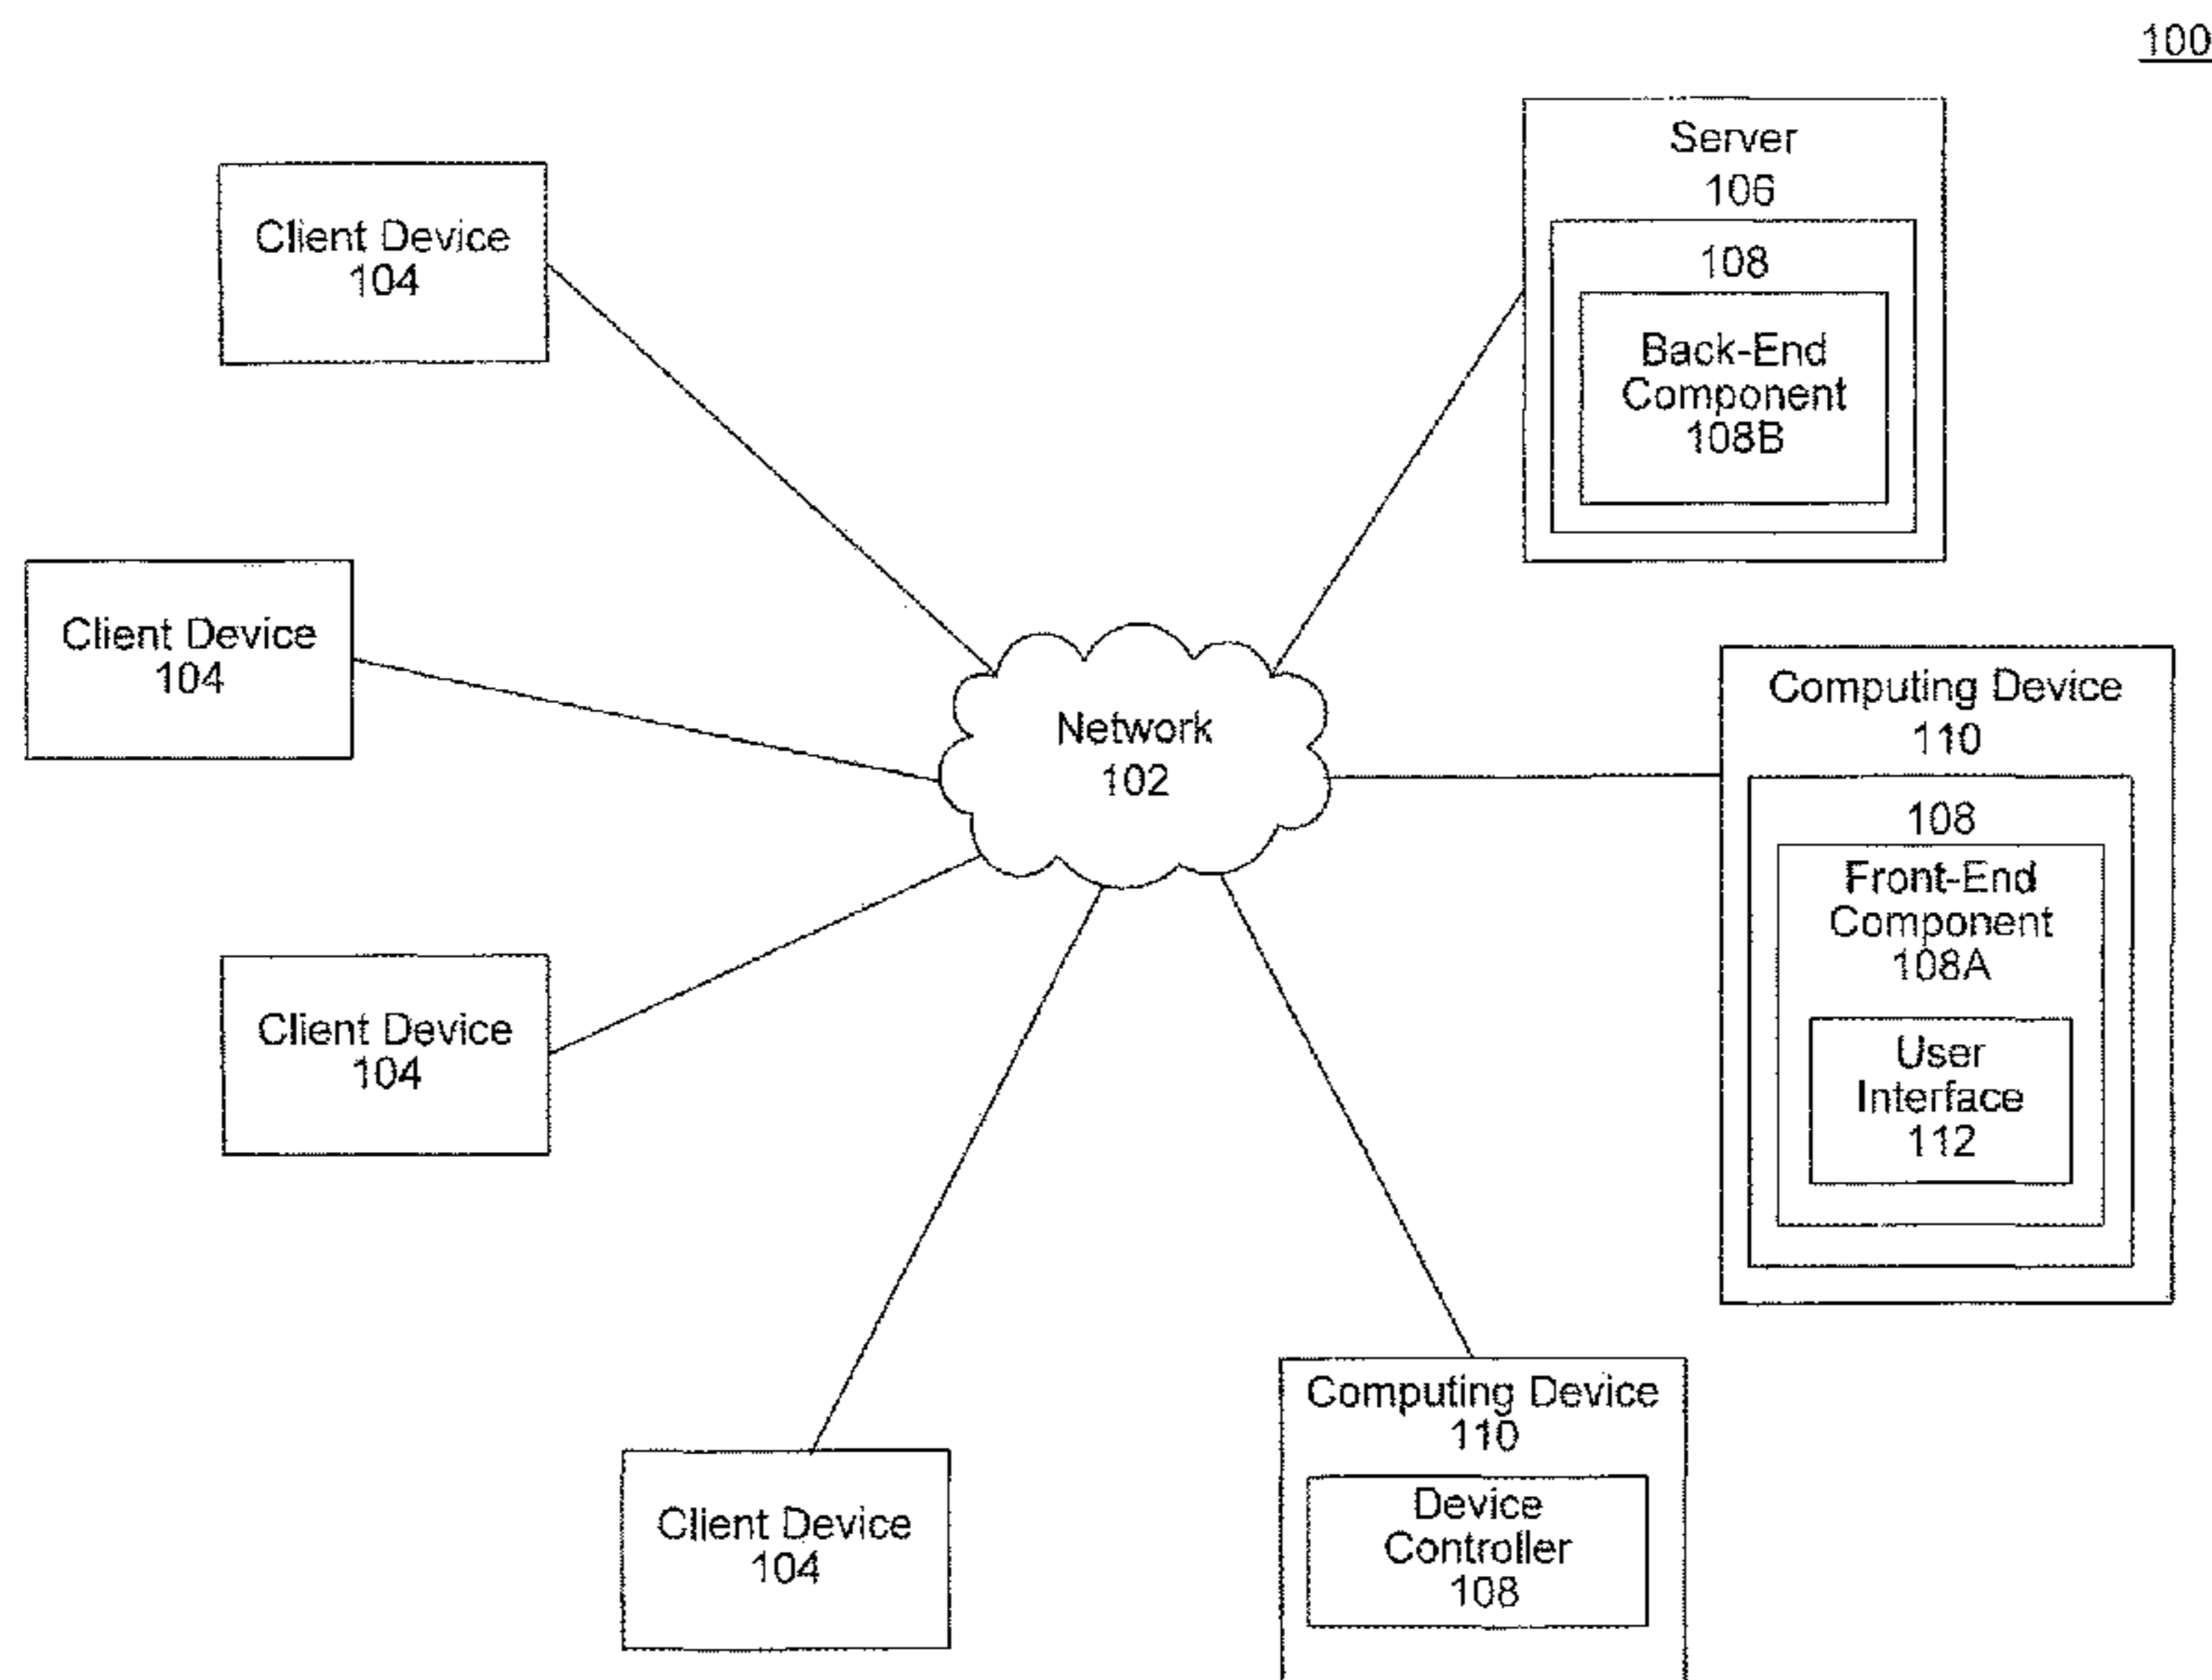 100
Server
106
108
Back-End
Component
108B
Client Device
104
Client Device
104
Network
102
Computing Device
110
108
Front-End
Component
108A
User
Interface
112
Client Device
104
Client Device
104
Computing Device
110
Device
Controller
108